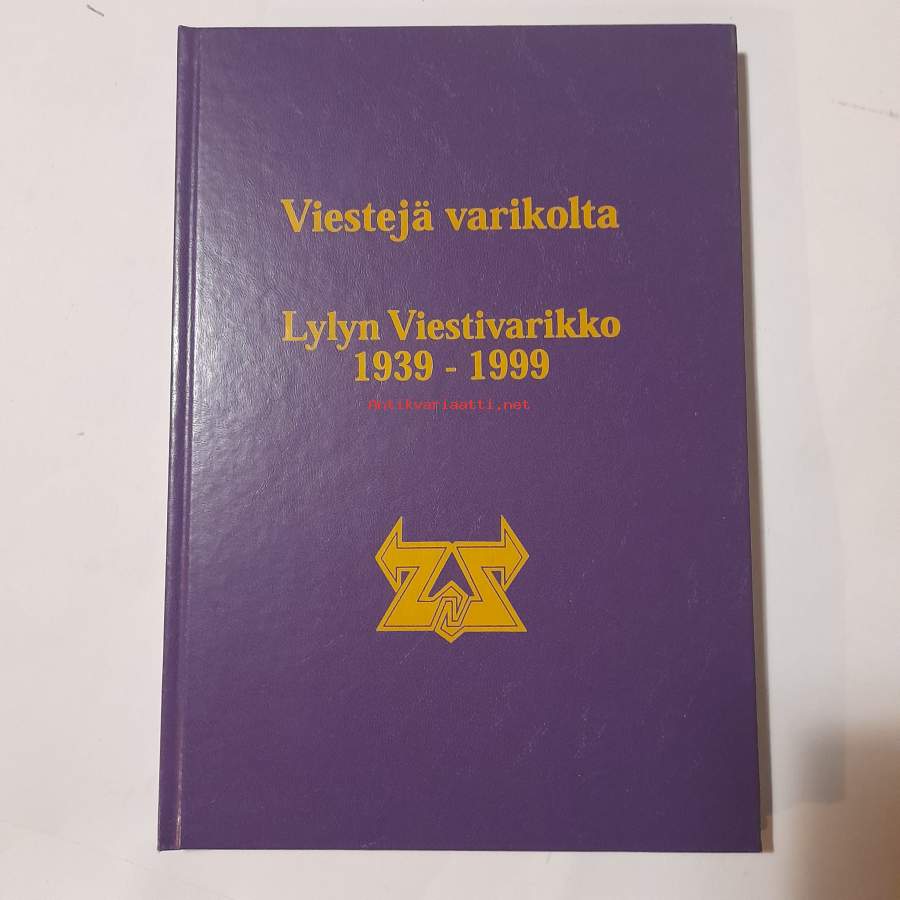 Viestejä varikolta
Lylyn Viestivarikko
1939 - 1999
Antikvariaatti.net